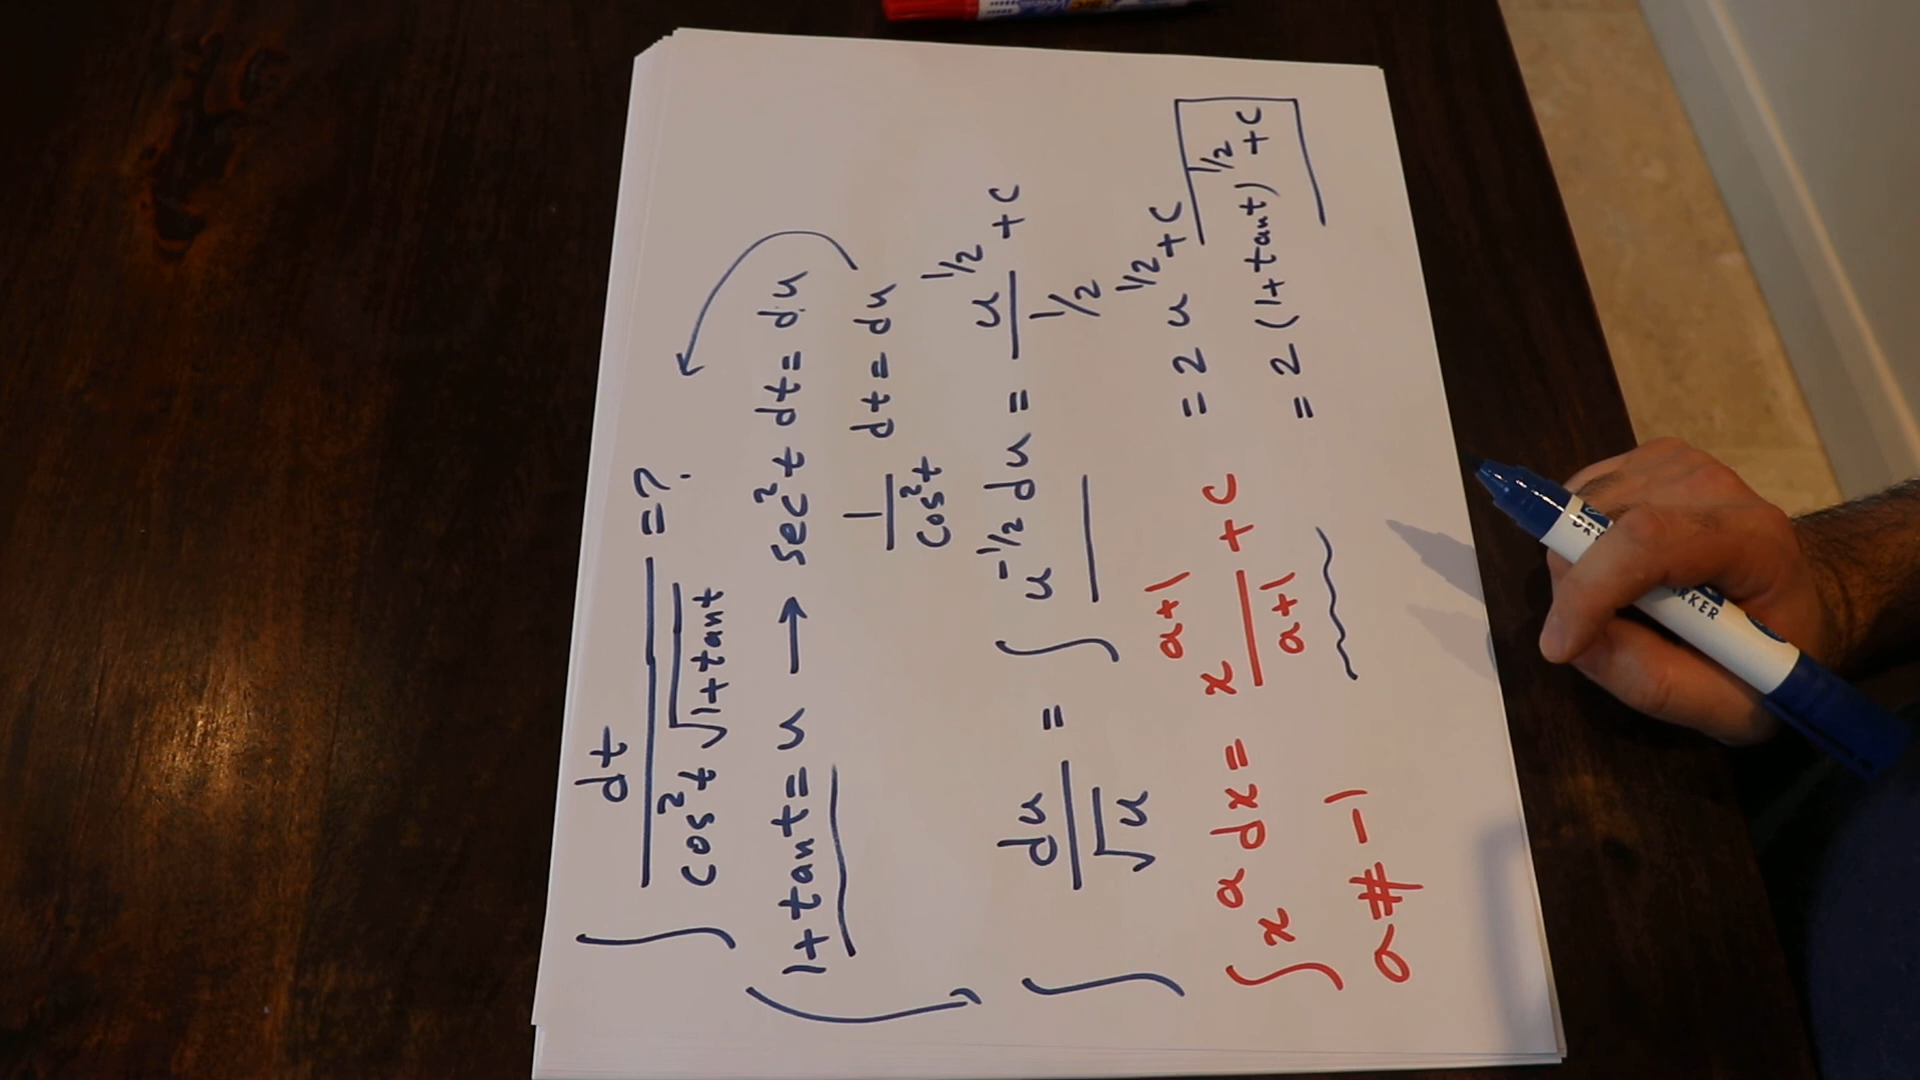 ∫ dt / (cos²t √(1+tant)) = ?
1+tant = u → sec²t dt = du
1/cos²t dt = du
∫ du/√u = ∫ u^(-1/2) du = u^(1/2) / (1/2) + c
= 2 u^(1/2) + c
∫ x^a dx = x^(a+1) / (a+1) + c
= 2 (1+tant)^(1/2) + c
a ≠ -1
MARKER